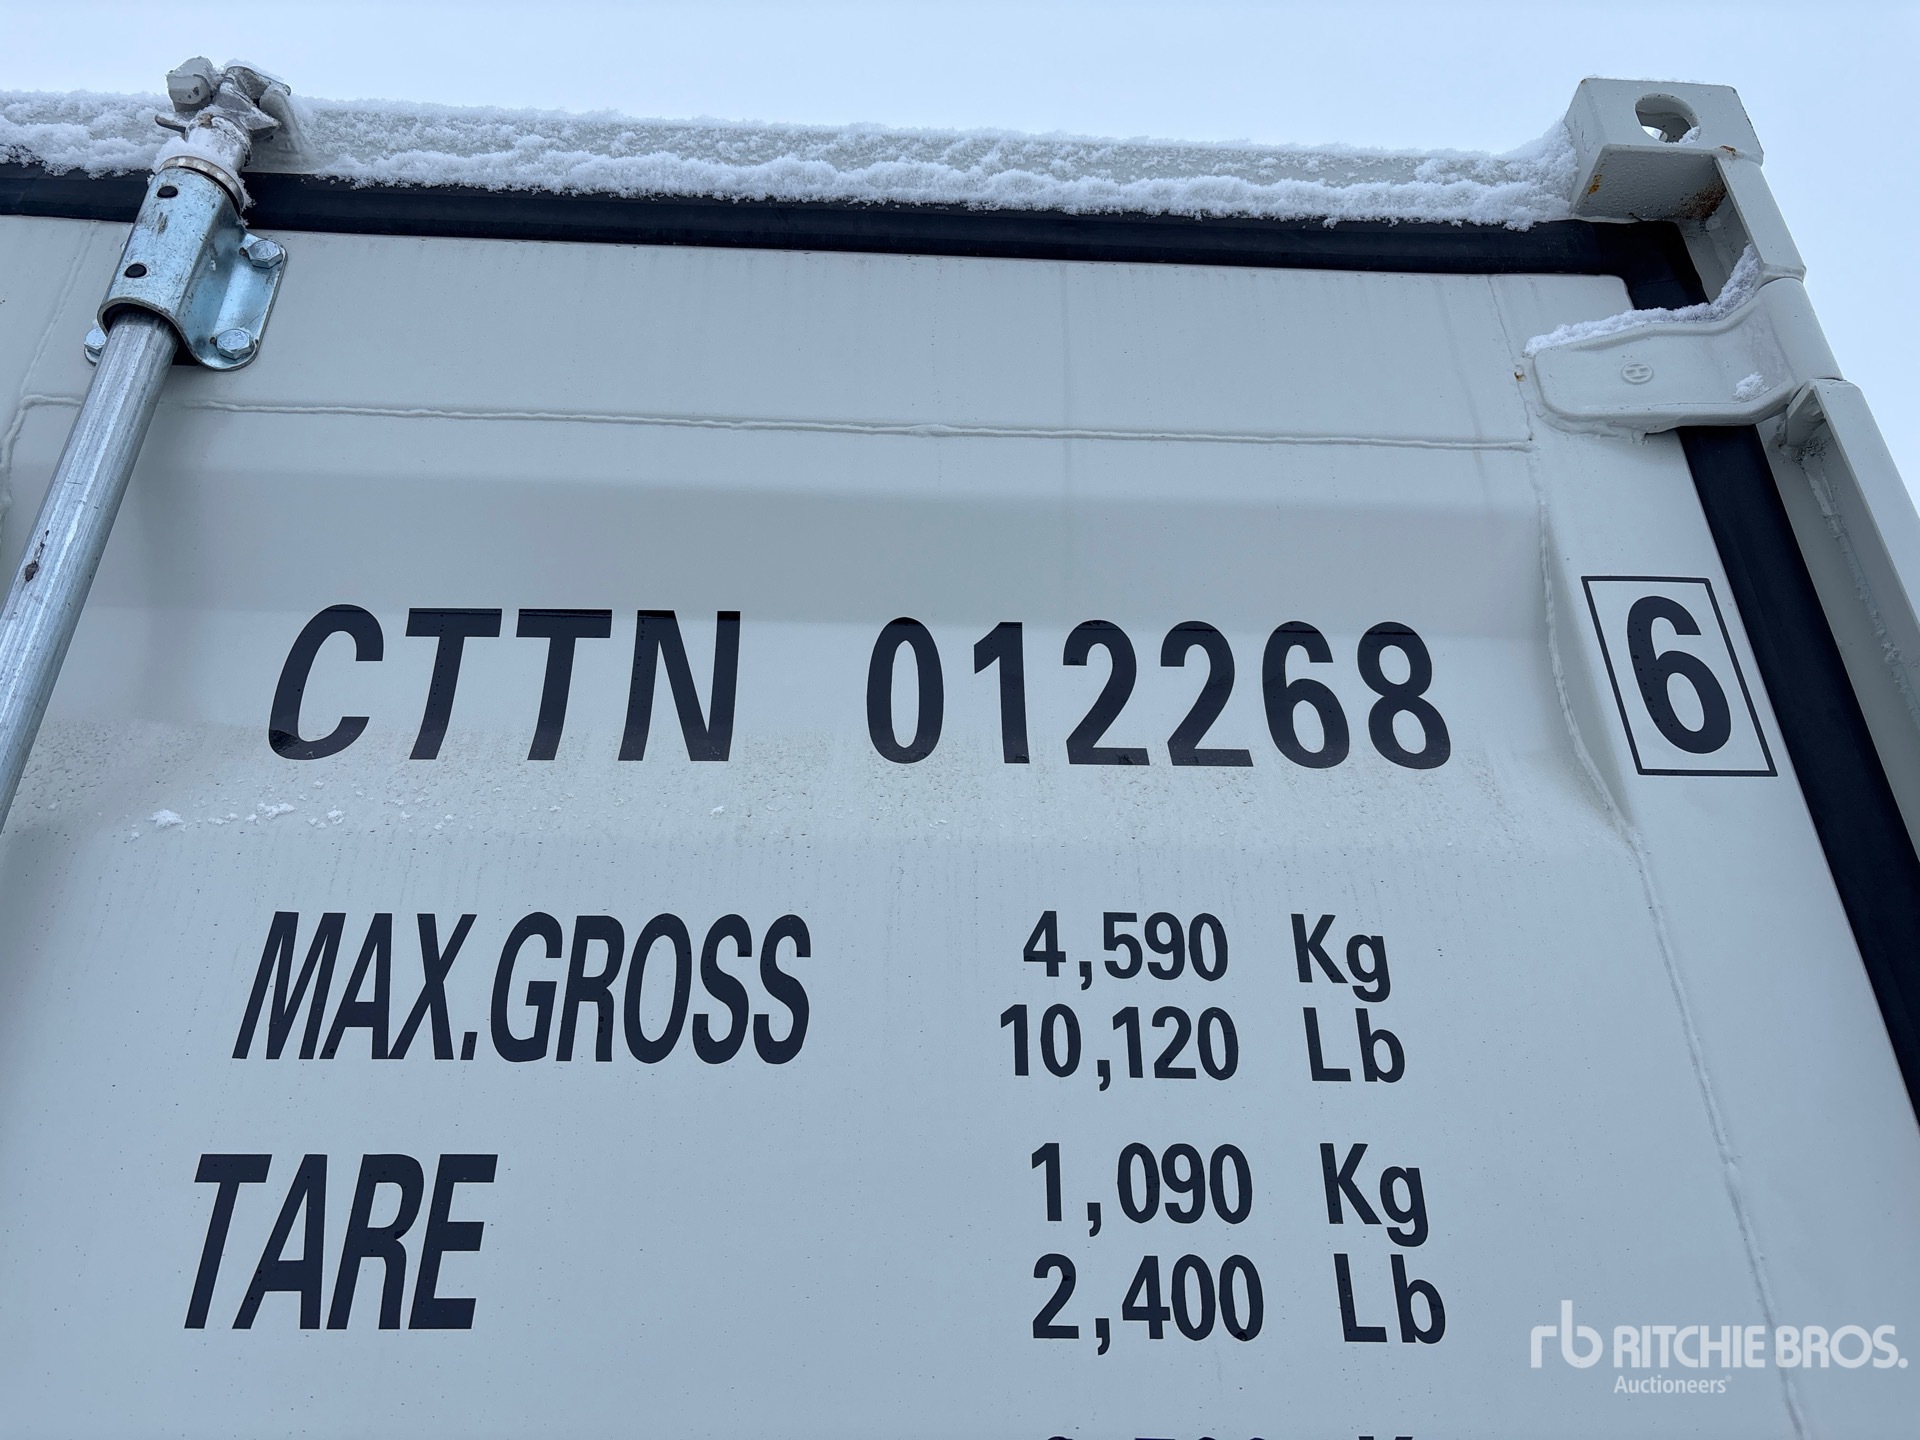 CTTN 012268 6
MAX.GROSS 4,590 Kg
10,120 Lb
TARE 1,090 Kg
2,400 Lb
rb RITCHIE BROS.
Auctioneers